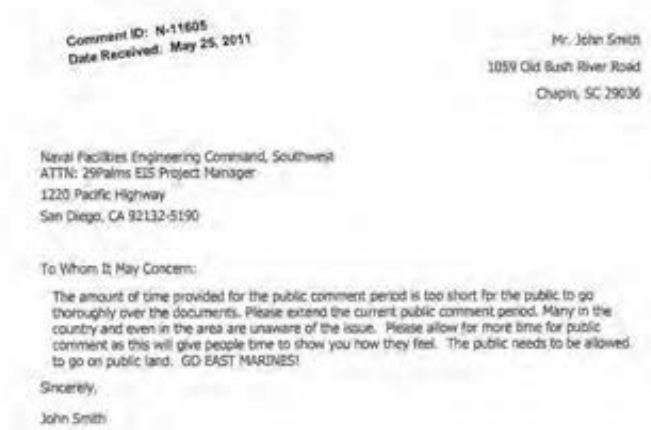 Comment ID: N-11605
Date Received: May 25, 2011
Mr. John Smith
1059 Old Bush River Road
Chapin, SC 29036
Naval Facilities Engineering Command, Southwest
ATTN: 29Palms EIS Project Manager
1220 Pacific Highway
San Diego, CA 92132-5190
To Whom It May Concern:
The amount of time provided for the public comment period is too short for the public to go
thoroughly over the documents. Please extend the current public comment period. Many in the
country and even in the area are unaware of the issue. Please allow for more time for public
comment as this will give people time to show you how they feel. The public needs to be allowed
to go on public land. GO EAST MARINES!
Sincerely,
John Smith